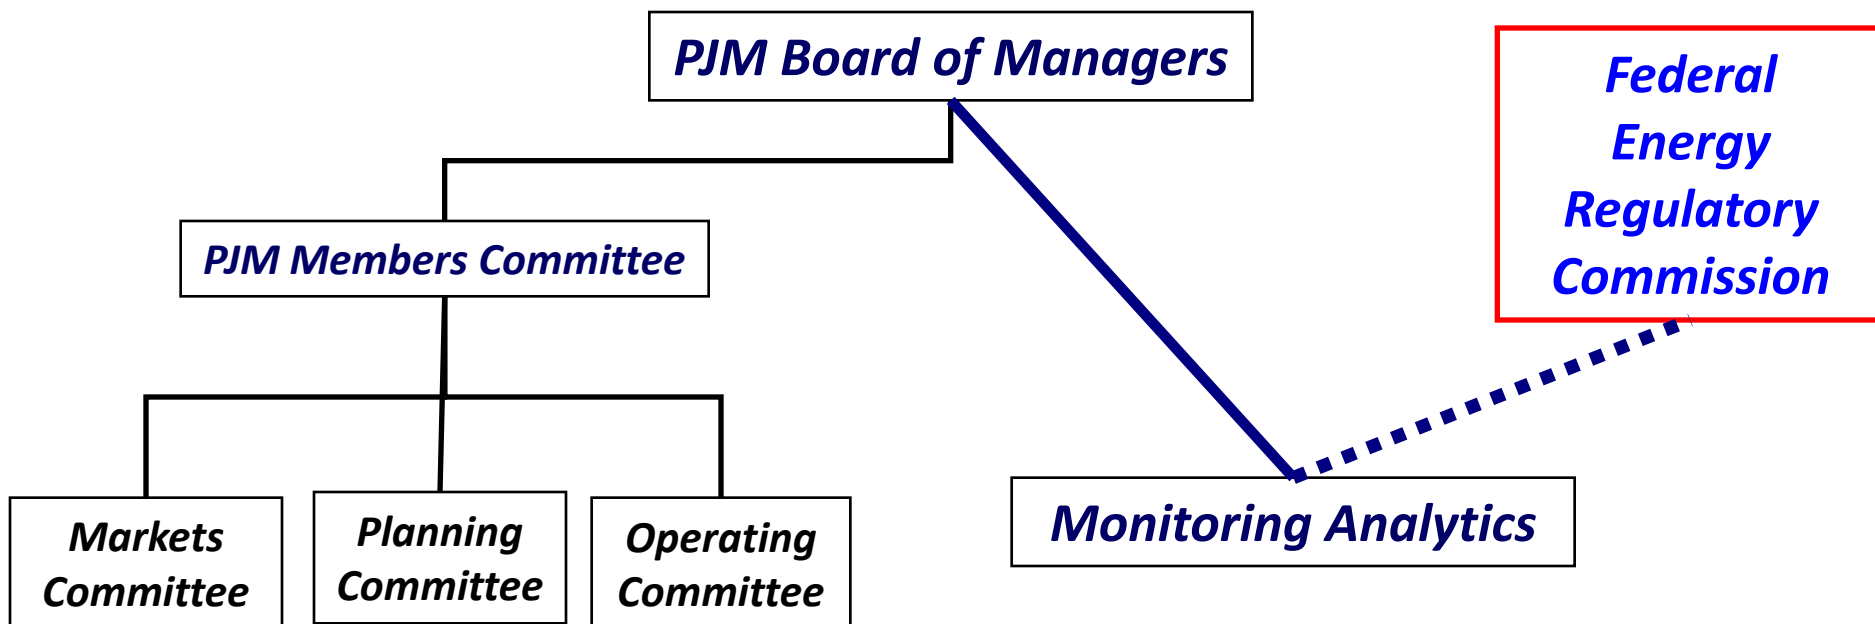 PJM Board of Managers
Federal
Energy
Regulatory
Commission
PJM Members Committee
Monitoring Analytics
Markets
Committee
Planning
Committee
Operating
Committee